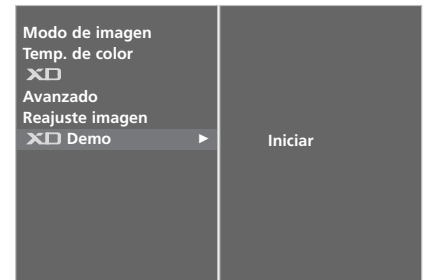 Modo de imagen
Temp. de color
XD
Avanzado
Reajuste imagen
XD Demo ►
Iniciar